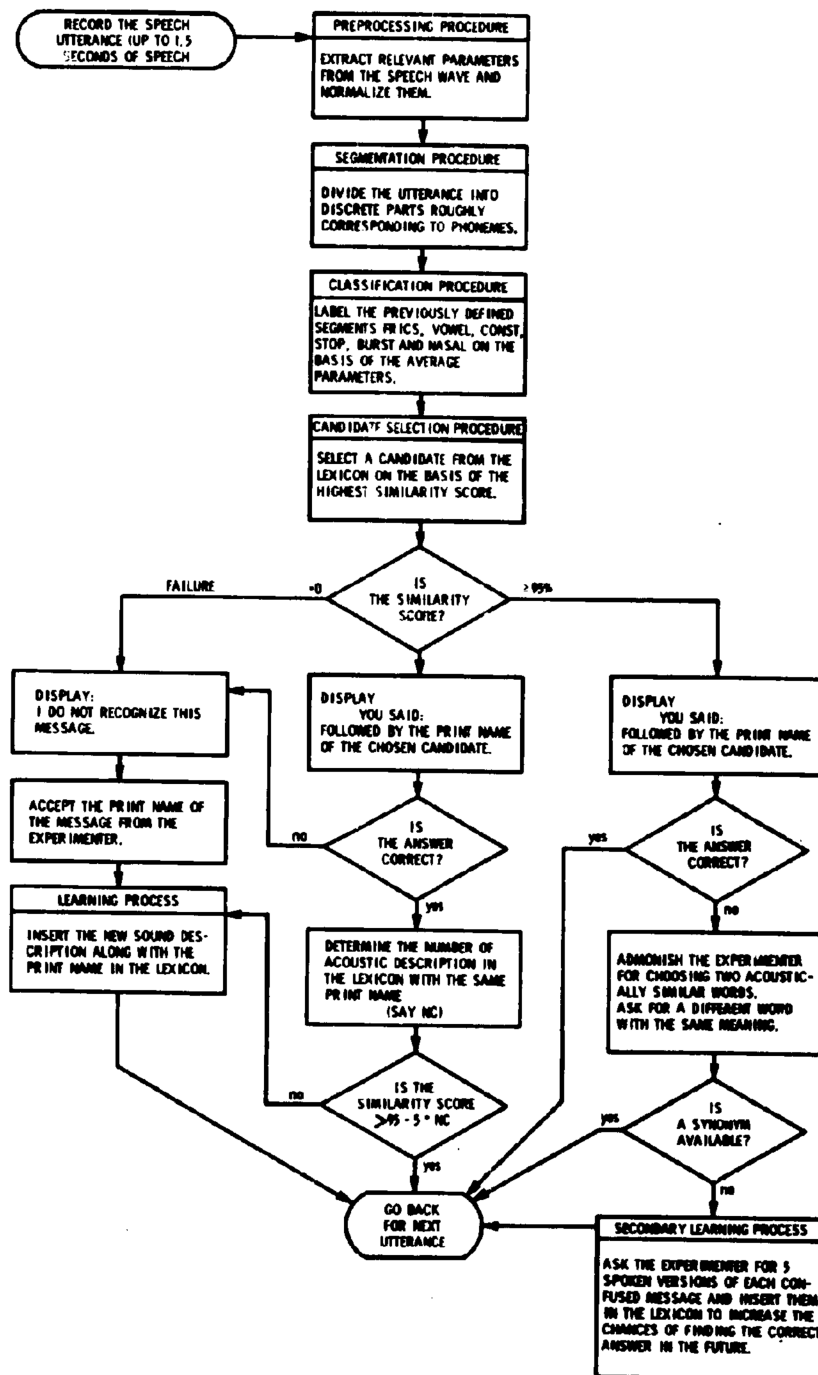 RECORD THE SPEECH
UTTERANCE (UP TO 1.5
SECONDS OF SPEECH
PREPROCESSING PROCEDURE
EXTRACT RELEVANT PARAMETERS
FROM THE SPEECH WAVE AND
NORMALIZE THEM.
SEGMENTATION PROCEDURE
DIVIDE THE UTTERANCE INTO
DISCRETE PARTS ROUGHLY
CORRESPONDING TO PHONEMES.
CLASSIFICATION PROCEDURE
LABEL THE PREVIOUSLY DEFINED
SEGMENTS FRICS, VOWEL, CONST,
STOP, BURST AND NASAL ON THE
BASIS OF THE AVERAGE
PARAMETERS.
CANDIDATE SELECTION PROCEDURE
SELECT A CANDIDATE FROM THE
LEXICON ON THE BASIS OF THE
HIGHEST SIMILARITY SCORE.
FAILURE
=0
IS
THE SIMILARITY
SCORE?
≥95%
DISPLAY:
I DO NOT RECOGNIZE THIS
MESSAGE.
DISPLAY
YOU SAID:
FOLLOWED BY THE PRINT NAME
OF THE CHOSEN CANDIDATE.
DISPLAY
YOU SAID:
FOLLOWED BY THE PRINT NAME
OF THE CHOSEN CANDIDATE.
ACCEPT THE PRINT NAME OF
THE MESSAGE FROM THE
EXPERIMENTER.
no
IS
THE ANSWER
CORRECT?
yes
yes
IS
THE ANSWER
CORRECT?
no
LEARNING PROCESS
INSERT THE NEW SOUND DES-
CRIPTION ALONG WITH THE
PRINT NAME IN THE LEXICON.
DETERMINE THE NUMBER OF
ACOUSTIC DESCRIPTION IN
THE LEXICON WITH THE SAME
PRINT NAME
(SAY NC)
ADMONISH THE EXPERIMENTER
FOR CHOOSING TWO ACOUSTIC-
ALLY SIMILAR WORDS.
ASK FOR A DIFFERENT WORD
WITH THE SAME MEANING.
no
IS THE
SIMILARITY SCORE
≥95 - 5 * NC
yes
yes
IS
A SYNONYM
AVAILABLE?
no
GO BACK
FOR NEXT
UTTERANCE
SECONDARY LEARNING PROCESS
ASK THE EXPERIMENTER FOR 5
SPOKEN VERSIONS OF EACH CON-
FUSED MESSAGE AND INSERT THEM
IN THE LEXICON TO INCREASE THE
CHANCES OF FINDING THE CORRECT
ANSWER IN THE FUTURE.